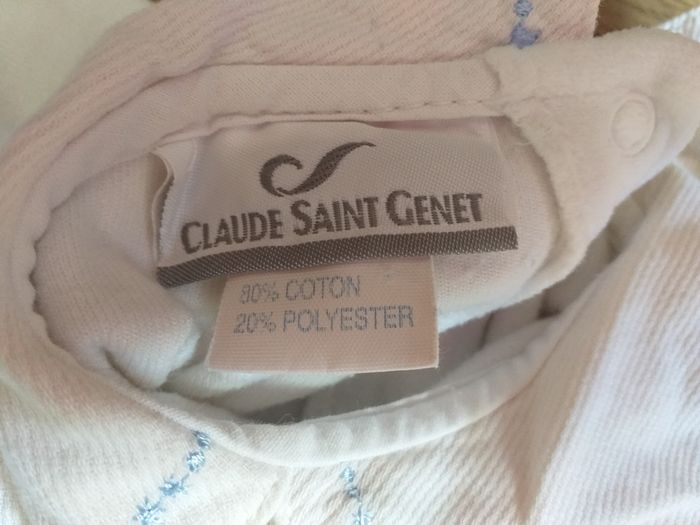 CLAUDE SAINT GENET
80% COTON
20% POLYESTER